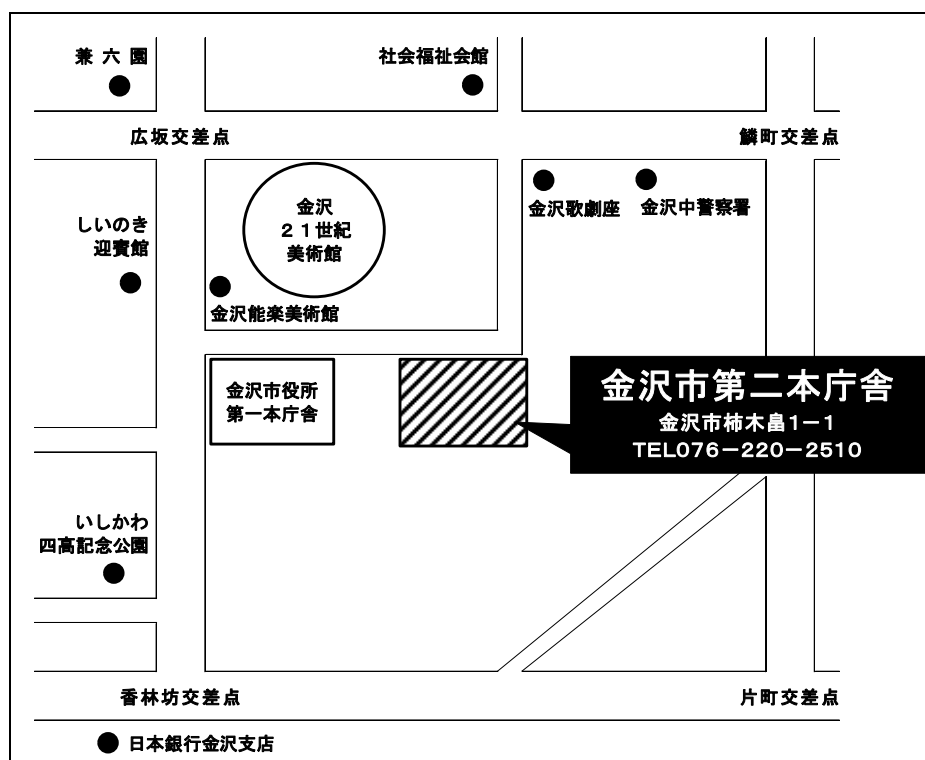 兼六園
社会福祉会館
広坂交差点
鱗町交差点
しいのき
迎賓館
金沢
21世紀
美術館
金沢歌劇座
金沢中警察署
金沢能楽美術館
金沢市役所
第一本庁舎
金沢市第二本庁舎
金沢市柿木畠1−1
TEL076−220−2510
いしかわ
四高記念公園
香林坊交差点
片町交差点
日本銀行金沢支店